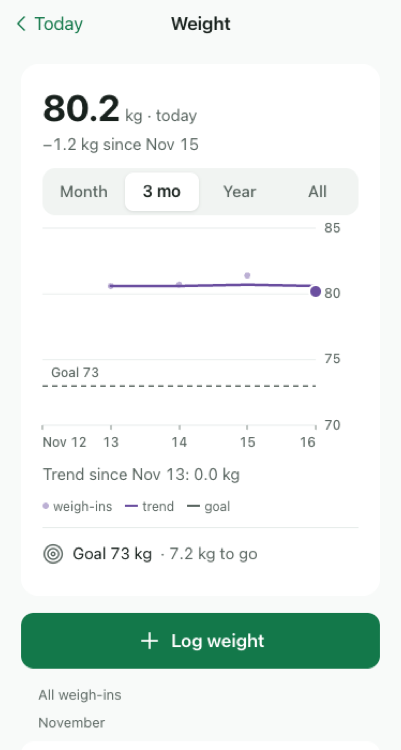 Today
Weight
80.2 kg · today
−1.2 kg since Nov 15
Month 3 mo Year All
85
80
75
Goal 73
70
Nov 12 13 14 15 16
Trend since Nov 13: 0.0 kg
weigh-ins trend goal
Goal 73 kg · 7.2 kg to go
+ Log weight
All weigh-ins
November